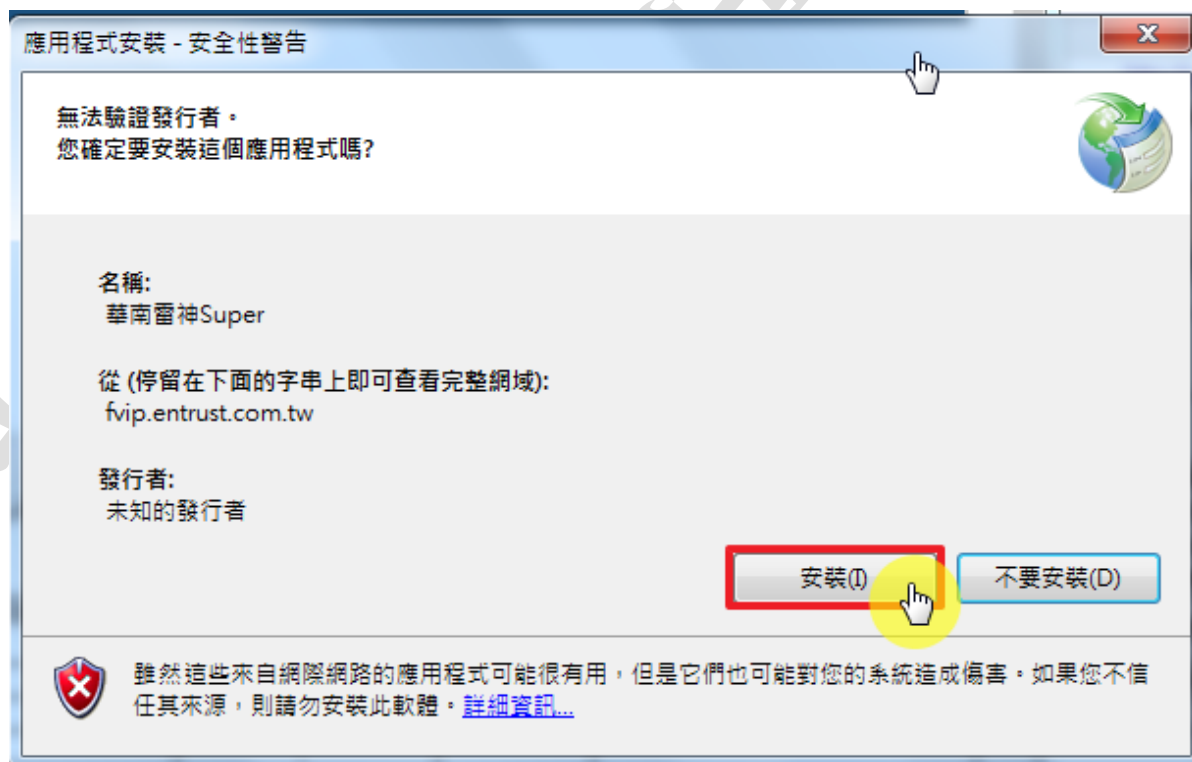 應用程式安裝 - 安全性警告
無法驗證發行者。
您確定要安裝這個應用程式嗎?
名稱:
華南雷神Super
從 (停留在下面的字串上即可查看完整網域):
fvip.entrust.com.tw
發行者:
未知的發行者
安裝(I)
不要安裝(D)
雖然這些來自網際網路的應用程式可能很有用，但是它們也可能對您的系統造成傷害。如果您不信
任其來源，則請勿安裝此軟體。詳細資訊...